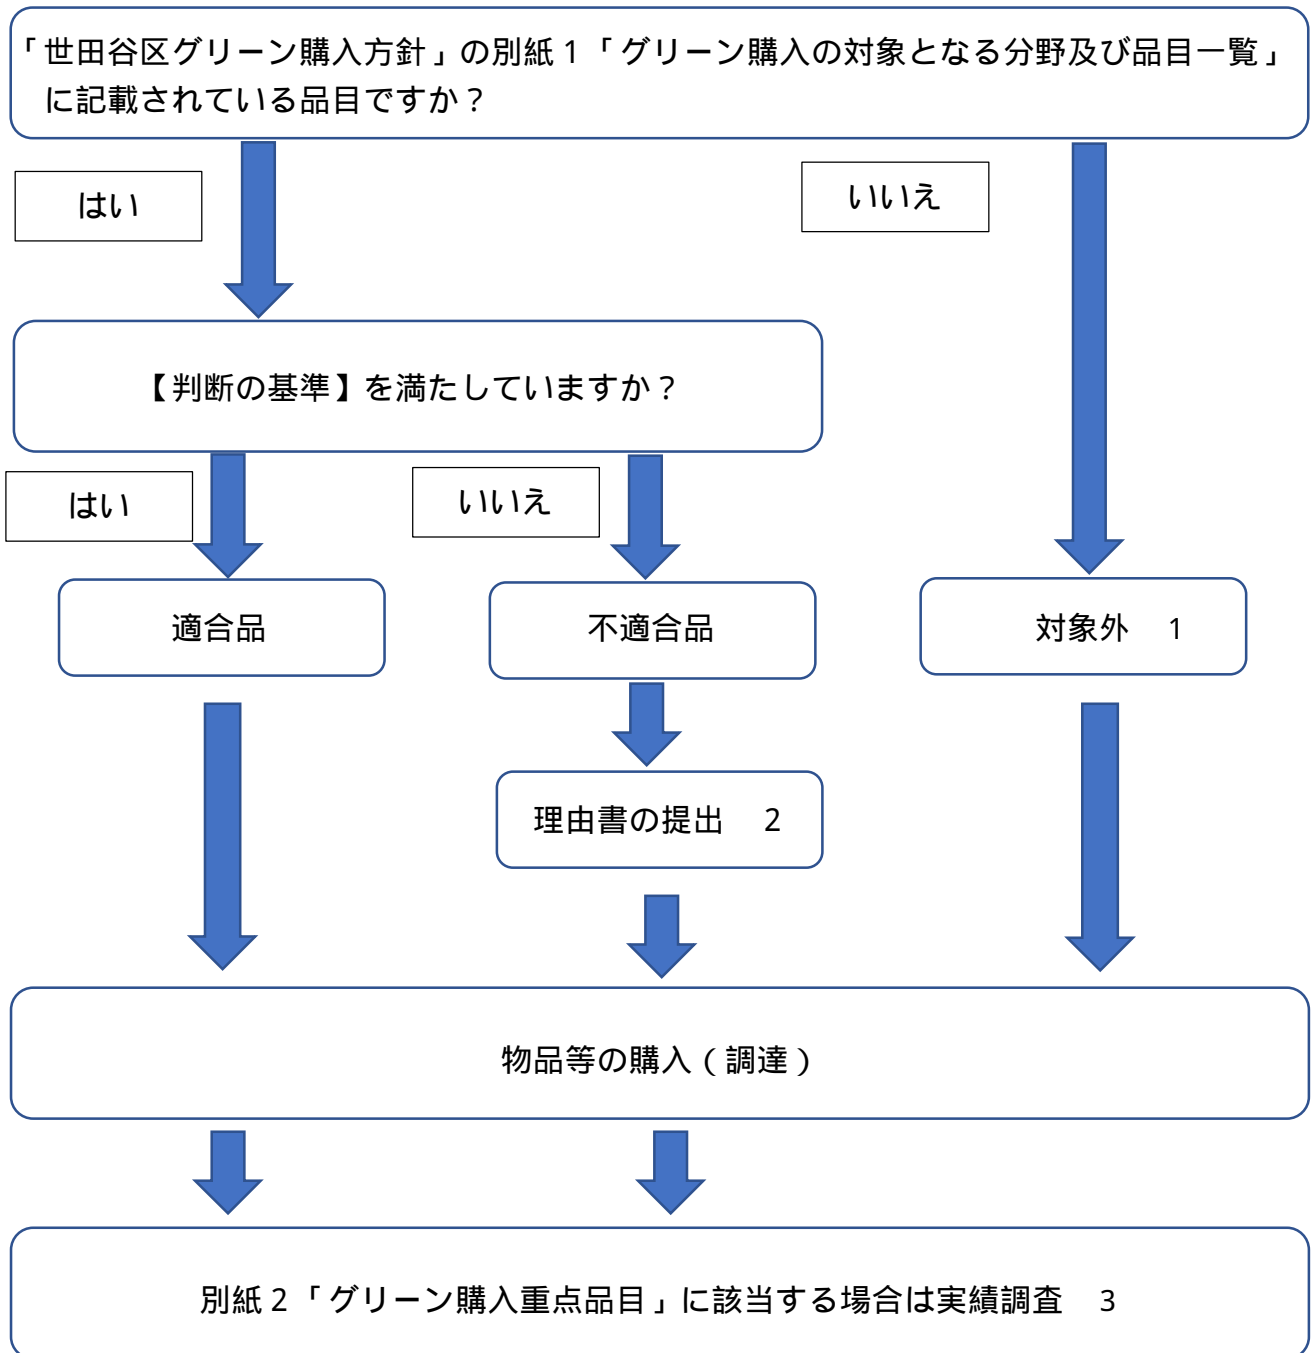 「世田谷区グリーン購入方針」の別紙1「グリーン購入の対象となる分野及び品目一覧」
に記載されている品目ですか？
はい
いいえ
【判断の基準】を満たしていますか？
はい
いいえ
適合品
不適合品
対象外　1
理由書の提出　2
物品等の購入（調達）
別紙2「グリーン購入重点品目」に該当する場合は実績調査　3